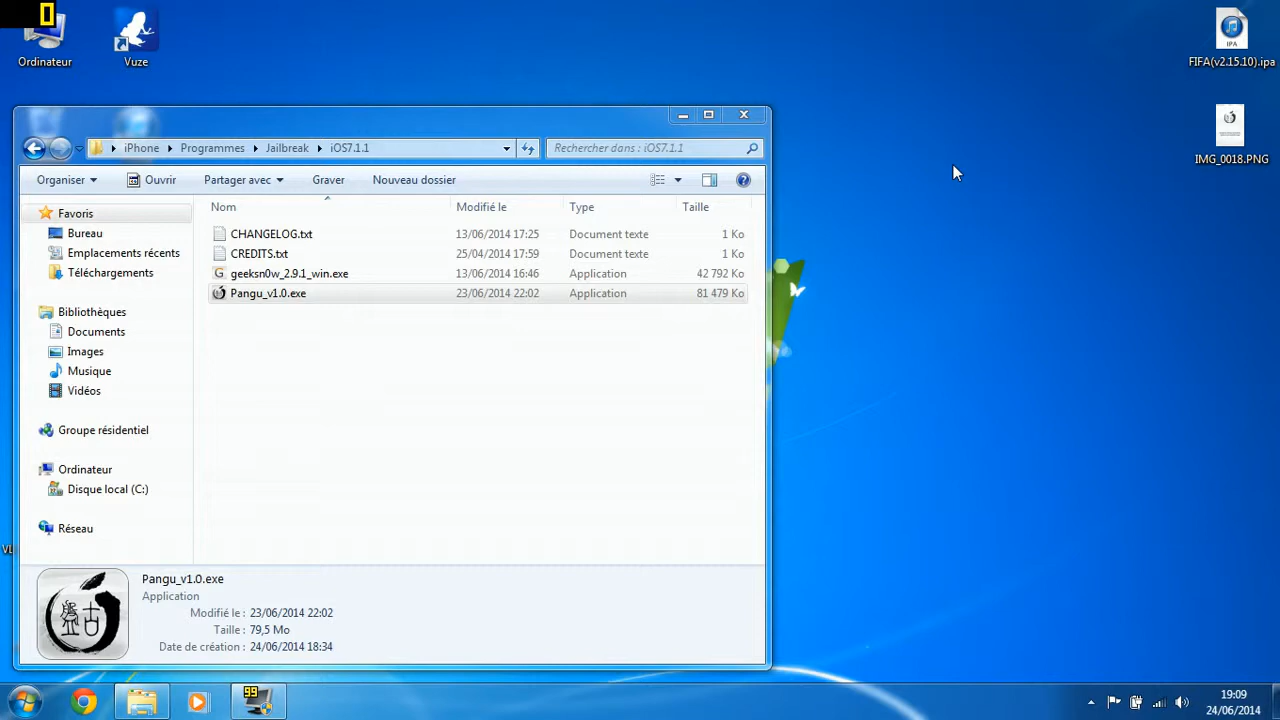 0
Ordinateur
Vuze
FIFA(v2.15.10).ipa
IPA
IMG_0018.PNG
iPhone Programmes Jailbreak iOS7.1.1
Rechercher dans : iOS7.1.1
Organiser Ouvrir Partager avec Graver Nouveau dossier
Nom Modifié le Type Taille
CHANGELOG.txt 13/06/2014 17:25 Document texte 1 Ko
CREDITS.txt 25/04/2014 17:59 Document texte 1 Ko
geeksn0w_2.9.1_win.exe 13/06/2014 16:46 Application 42 792 Ko
Pangu_v1.0.exe 23/06/2014 22:02 Application 81 479 Ko
Favoris
Bureau
Emplacements récents
Téléchargements
Bibliothèques
Documents
Images
Musique
Vidéos
Groupe résidentiel
Ordinateur
Disque local (C:)
Réseau
VL
Pangu_v1.0.exe
Application
Modifié le : 23/06/2014 22:02
Taille : 79,5 Mo
Date de création : 24/06/2014 18:34
99
19:09
24/06/2014